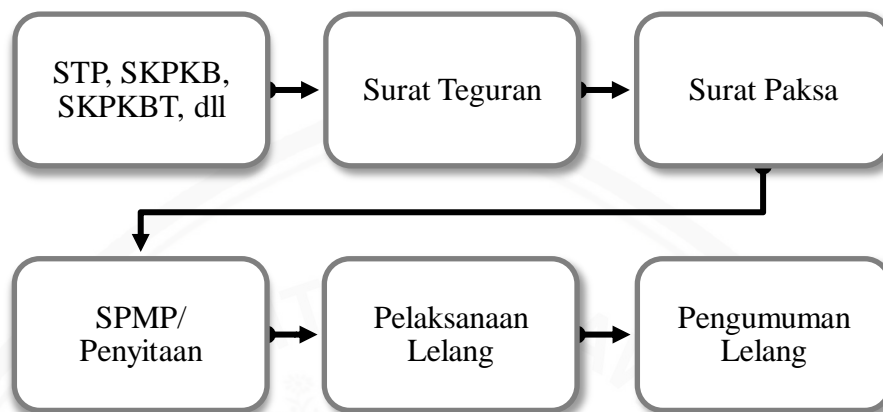 STP, SKPKB,
SKPKBT, dll
Surat Teguran
Surat Paksa
SPMP/
Penyitaan
Pelaksanaan
Lelang
Pengumuman
Lelang